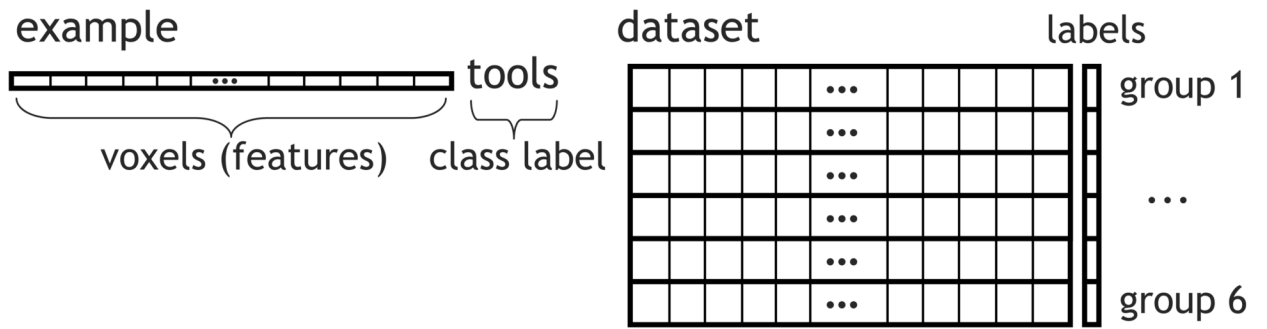 example
... tools
voxels (features)
class label
dataset
labels
...
...
...
...
...
...
group 1
...
group 6